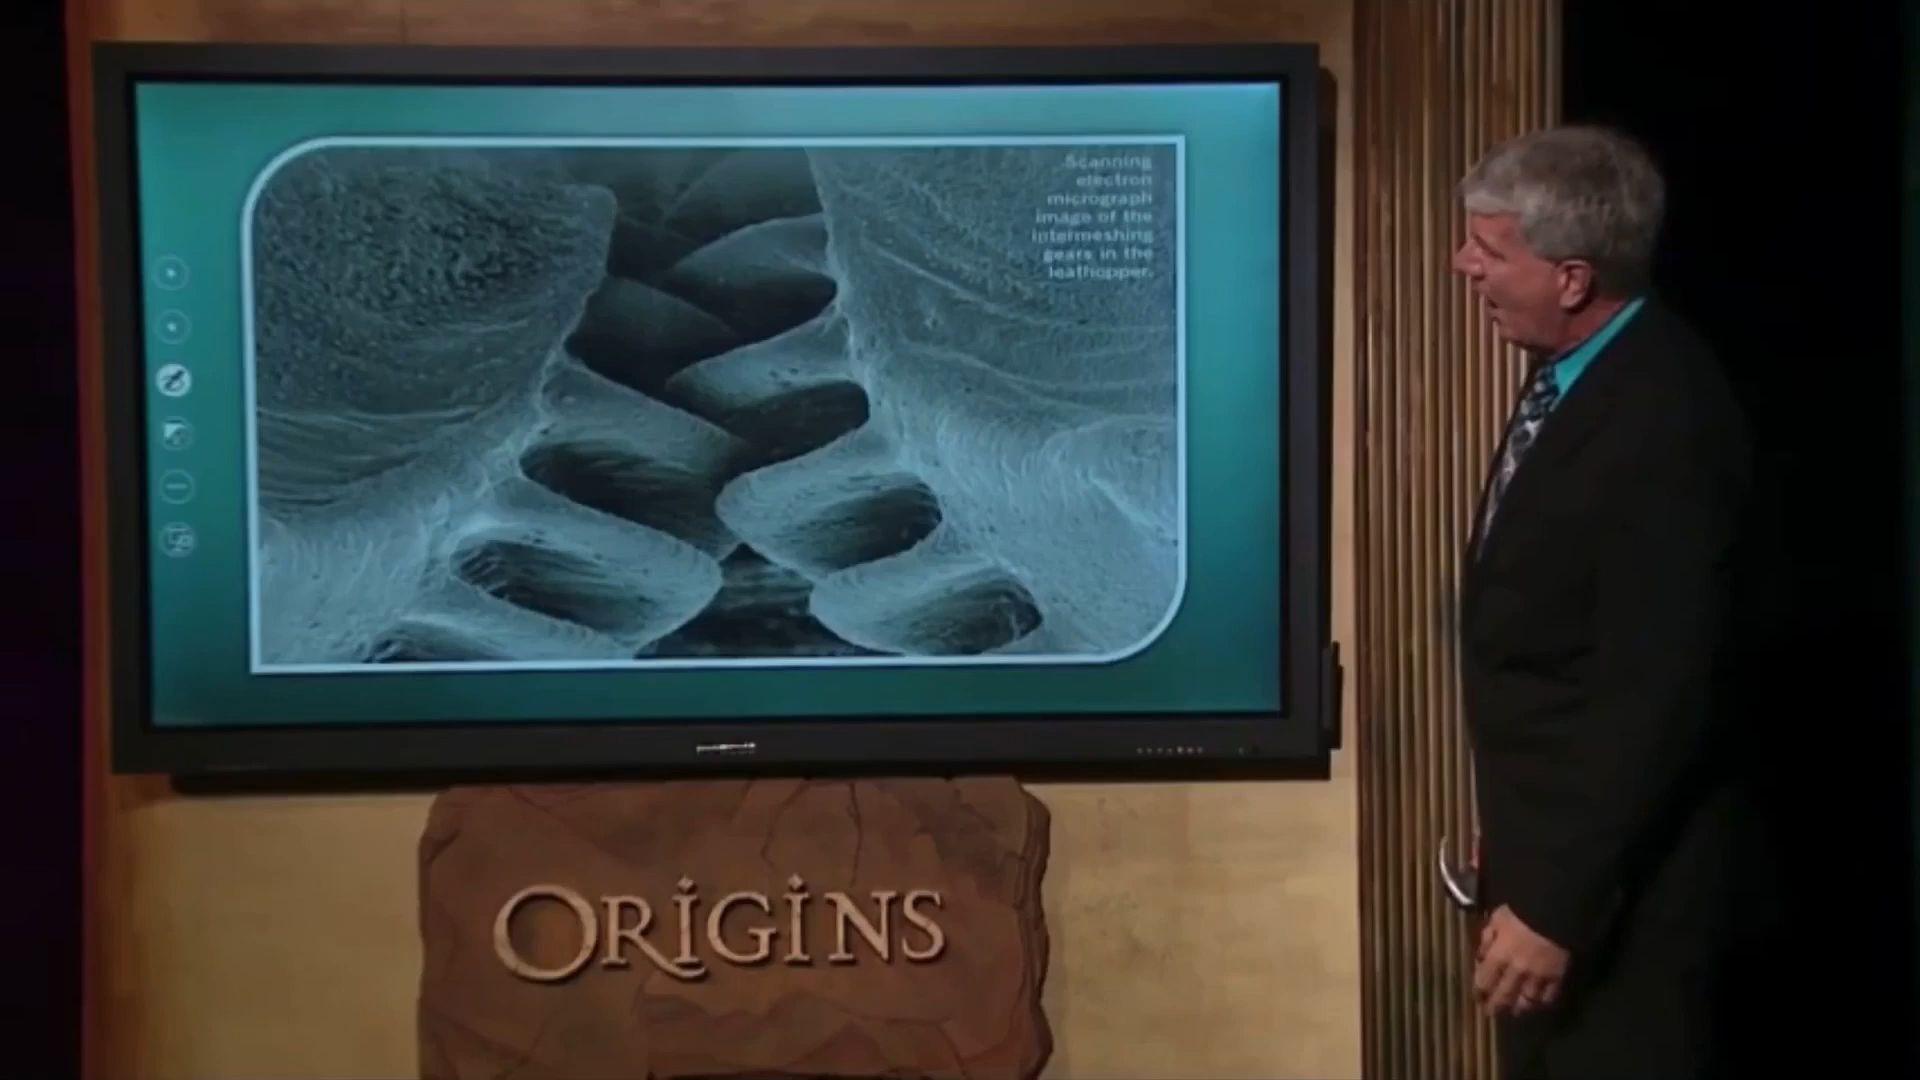 Scanning
electron
micrograph
image of the
intermeshing
gears in the
leafhopper.
ORIGINS